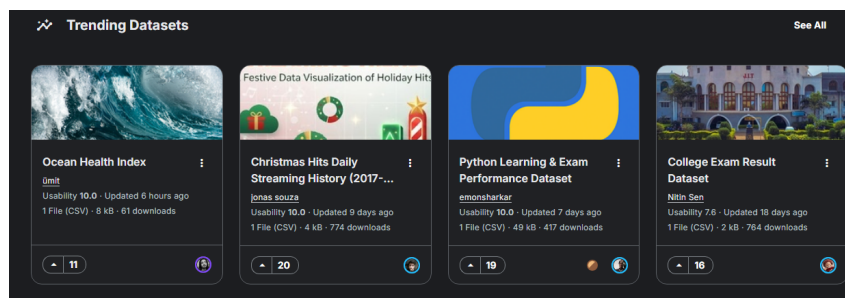 Trending Datasets
See All
Ocean Health Index
ümit
Usability 10.0 · Updated 6 hours ago
1 File (CSV) · 8 kB · 61 downloads
11
Festive Data Visualization of Holiday Hits
Christmas Hits Daily
Streaming History (2017-...
jonas souza
Usability 10.0 · Updated 9 days ago
1 File (CSV) · 4 kB · 774 downloads
20
Python Learning & Exam
Performance Dataset
emonsharkar
Usability 10.0 · Updated 7 days ago
1 File (CSV) · 49 kB · 417 downloads
19
JIT
College Exam Result
Dataset
Nitin Sen
Usability 7.6 · Updated 18 days ago
1 File (CSV) · 2 kB · 764 downloads
16